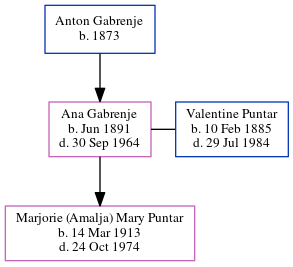 Anton Gabrenje
b. 1873
Ana Gabrenje
b. Jun 1891
d. 30 Sep 1964
Valentine Puntar
b. 10 Feb 1885
d. 29 Jul 1984
Marjorie (Amalja) Mary Puntar
b. 14 Mar 1913
d. 24 Oct 1974